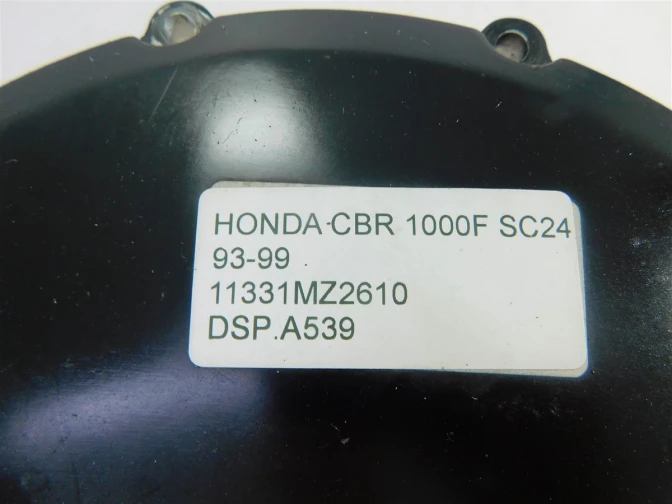 HONDA CBR 1000F SC24
93-99
11331MZ2610
DSP.A539